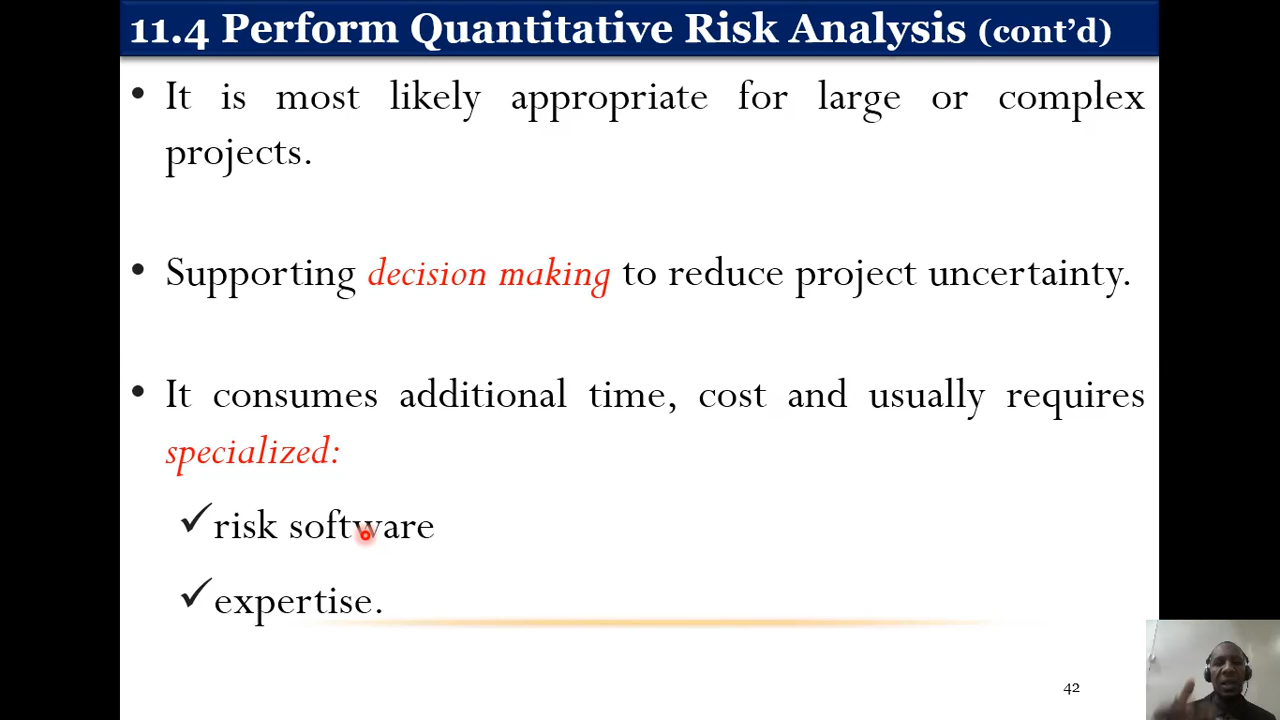 11.4 Perform Quantitative Risk Analysis (cont’d)
• It is most likely appropriate for large or complex
projects.
• Supporting decision making to reduce project uncertainty.
• It consumes additional time, cost and usually requires
specialized:
✓risk software
✓expertise.
42